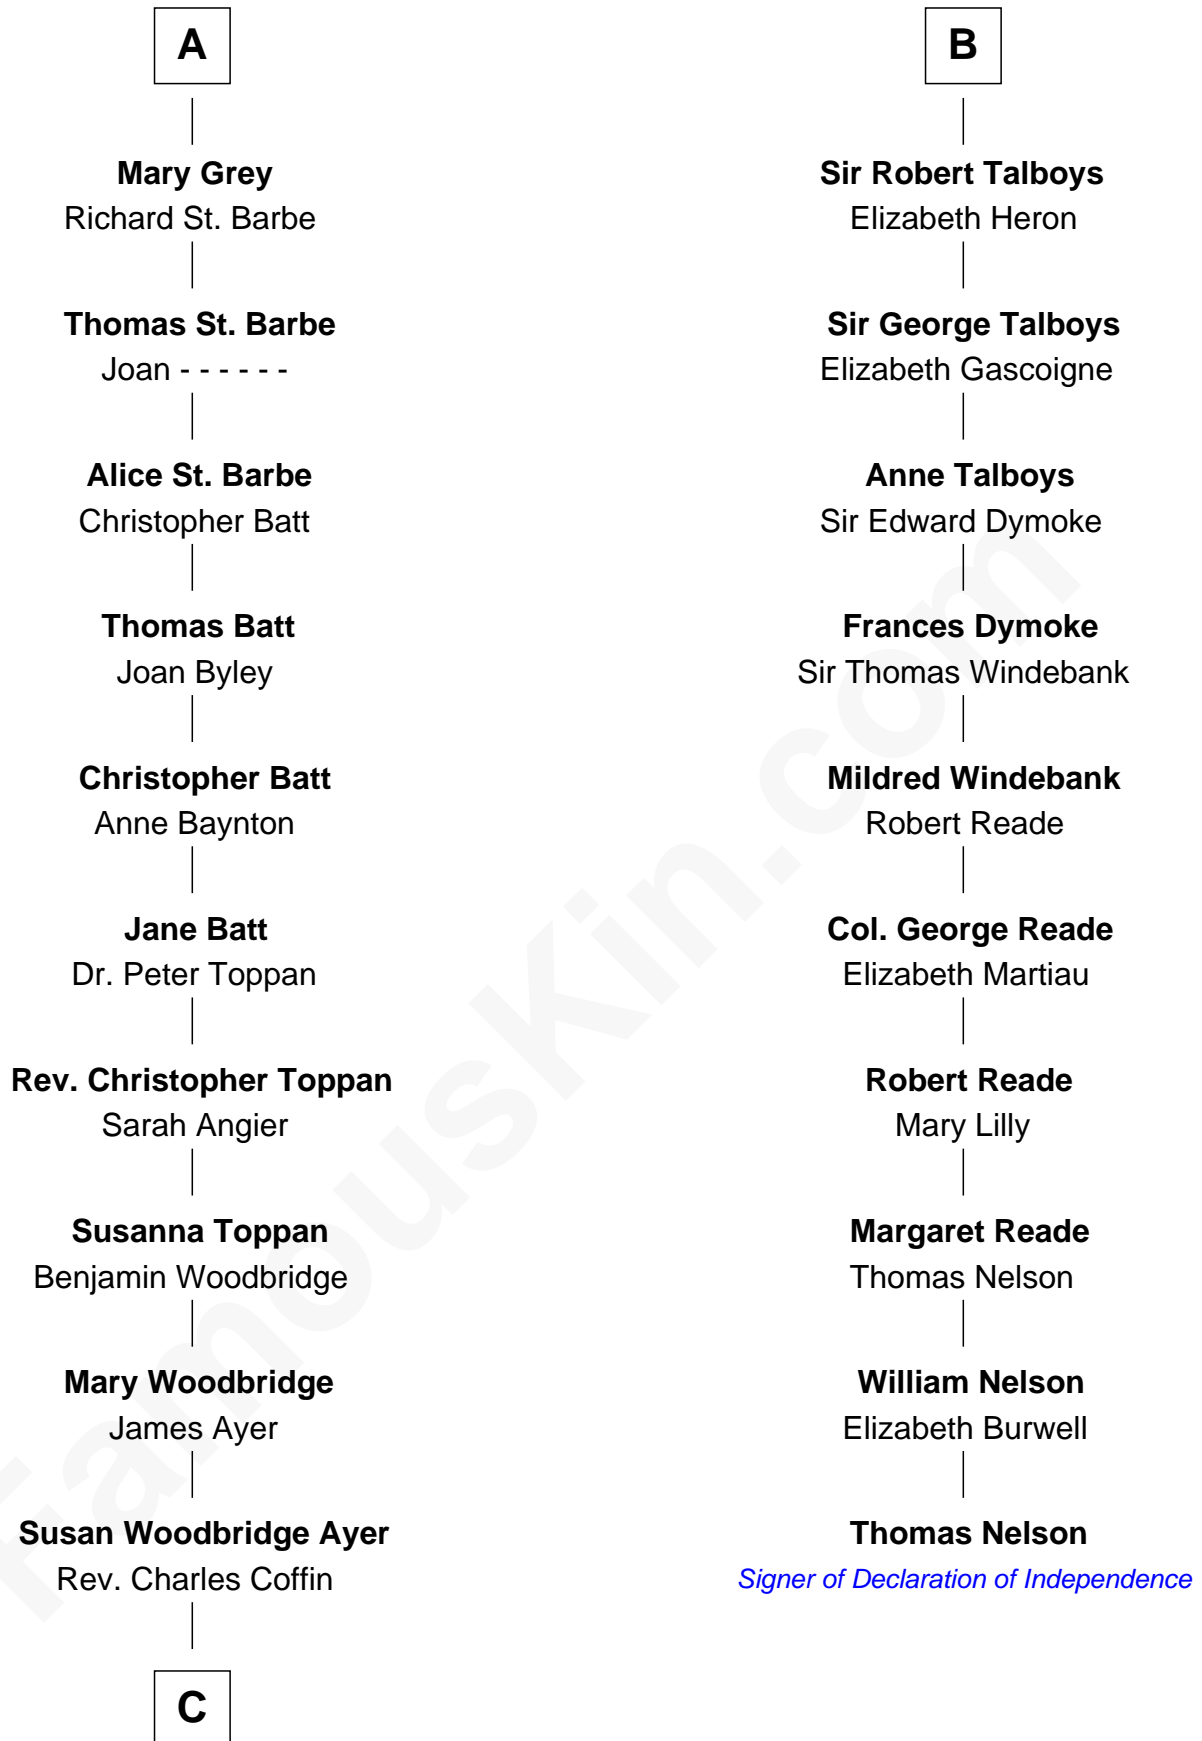 A
Mary Grey
Richard St. Barbe
Thomas St. Barbe
Joan - - - - - -
Alice St. Barbe
Christopher Batt
Thomas Batt
Joan Byley
Christopher Batt
Anne Baynton
Jane Batt
Dr. Peter Toppan
Rev. Christopher Toppan
Sarah Angier
Susanna Toppan
Benjamin Woodbridge
Mary Woodbridge
James Ayer
Susan Woodbridge Ayer
Rev. Charles Coffin
C
B
Sir Robert Talboys
Elizabeth Heron
Sir George Talboys
Elizabeth Gascoigne
Anne Talboys
Sir Edward Dymoke
Frances Dymoke
Sir Thomas Windebank
Mildred Windebank
Robert Reade
Col. George Reade
Elizabeth Martiau
Robert Reade
Mary Lilly
Margaret Reade
Thomas Nelson
William Nelson
Elizabeth Burwell
Thomas Nelson
Signer of Declaration of Independence
FamousKin.com